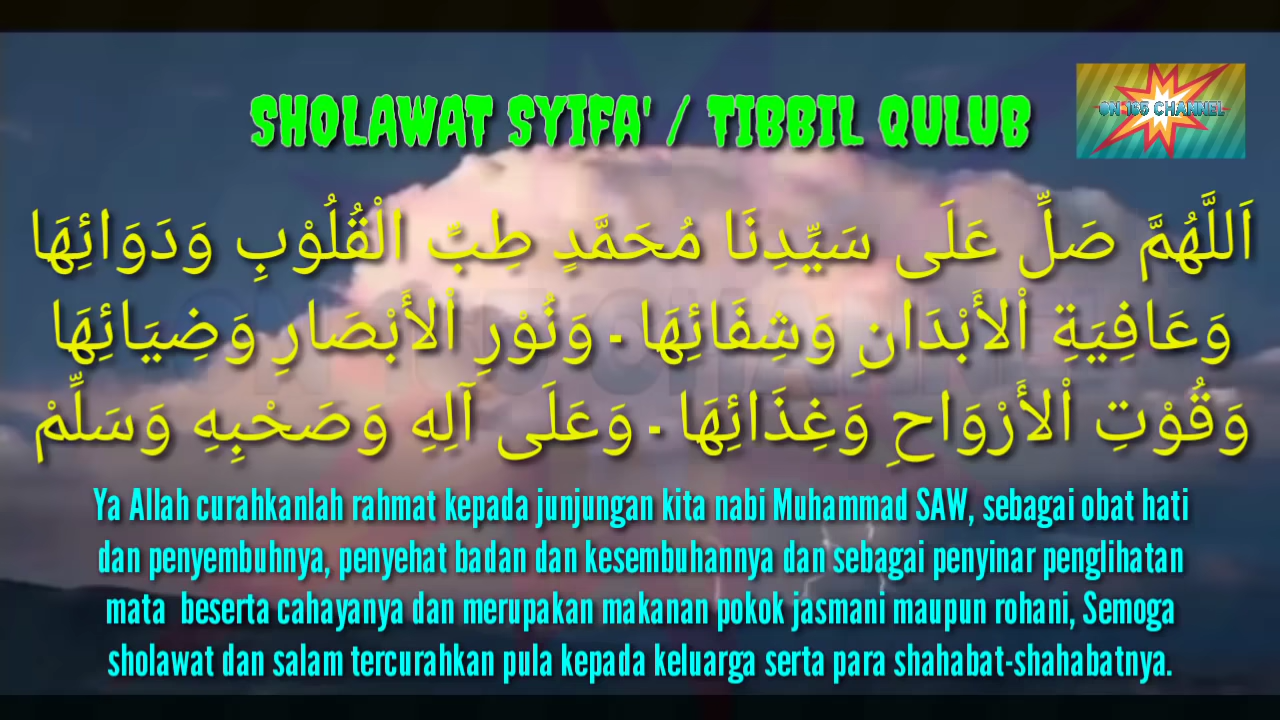 SHOLAWAT SYIFA' / TIBBIL QULUB
ON 165 CHANNEL
اَللَّهُمَّ صَلِّ عَلَى سَيِّدِنَا مُحَمَّدٍ طِبِّ الْقُلُوْبِ وَدَوَائِهَا
وَعَافِيَةِ اْلأَبْدَانِ وَشِفَائِهَا - وَنُوْرِ اْلأَبْصَارِ وَضِيَائِهَا
وَقُوْتِ اْلأَرْوَاحِ وَغِذَائِهَا - وَعَلَى آلِهِ وَصَحْبِهِ وَسَلِّمْ
Ya Allah curahkanlah rahmat kepada junjungan kita nabi Muhammad SAW, sebagai obat hati
dan penyembuhnya, penyehat badan dan kesembuhannya dan sebagai penyinar penglihatan
mata beserta cahayanya dan merupakan makanan pokok jasmani maupun rohani, Semoga
sholawat dan salam tercurahkan pula kepada keluarga serta para shahabat-shahabatnya.